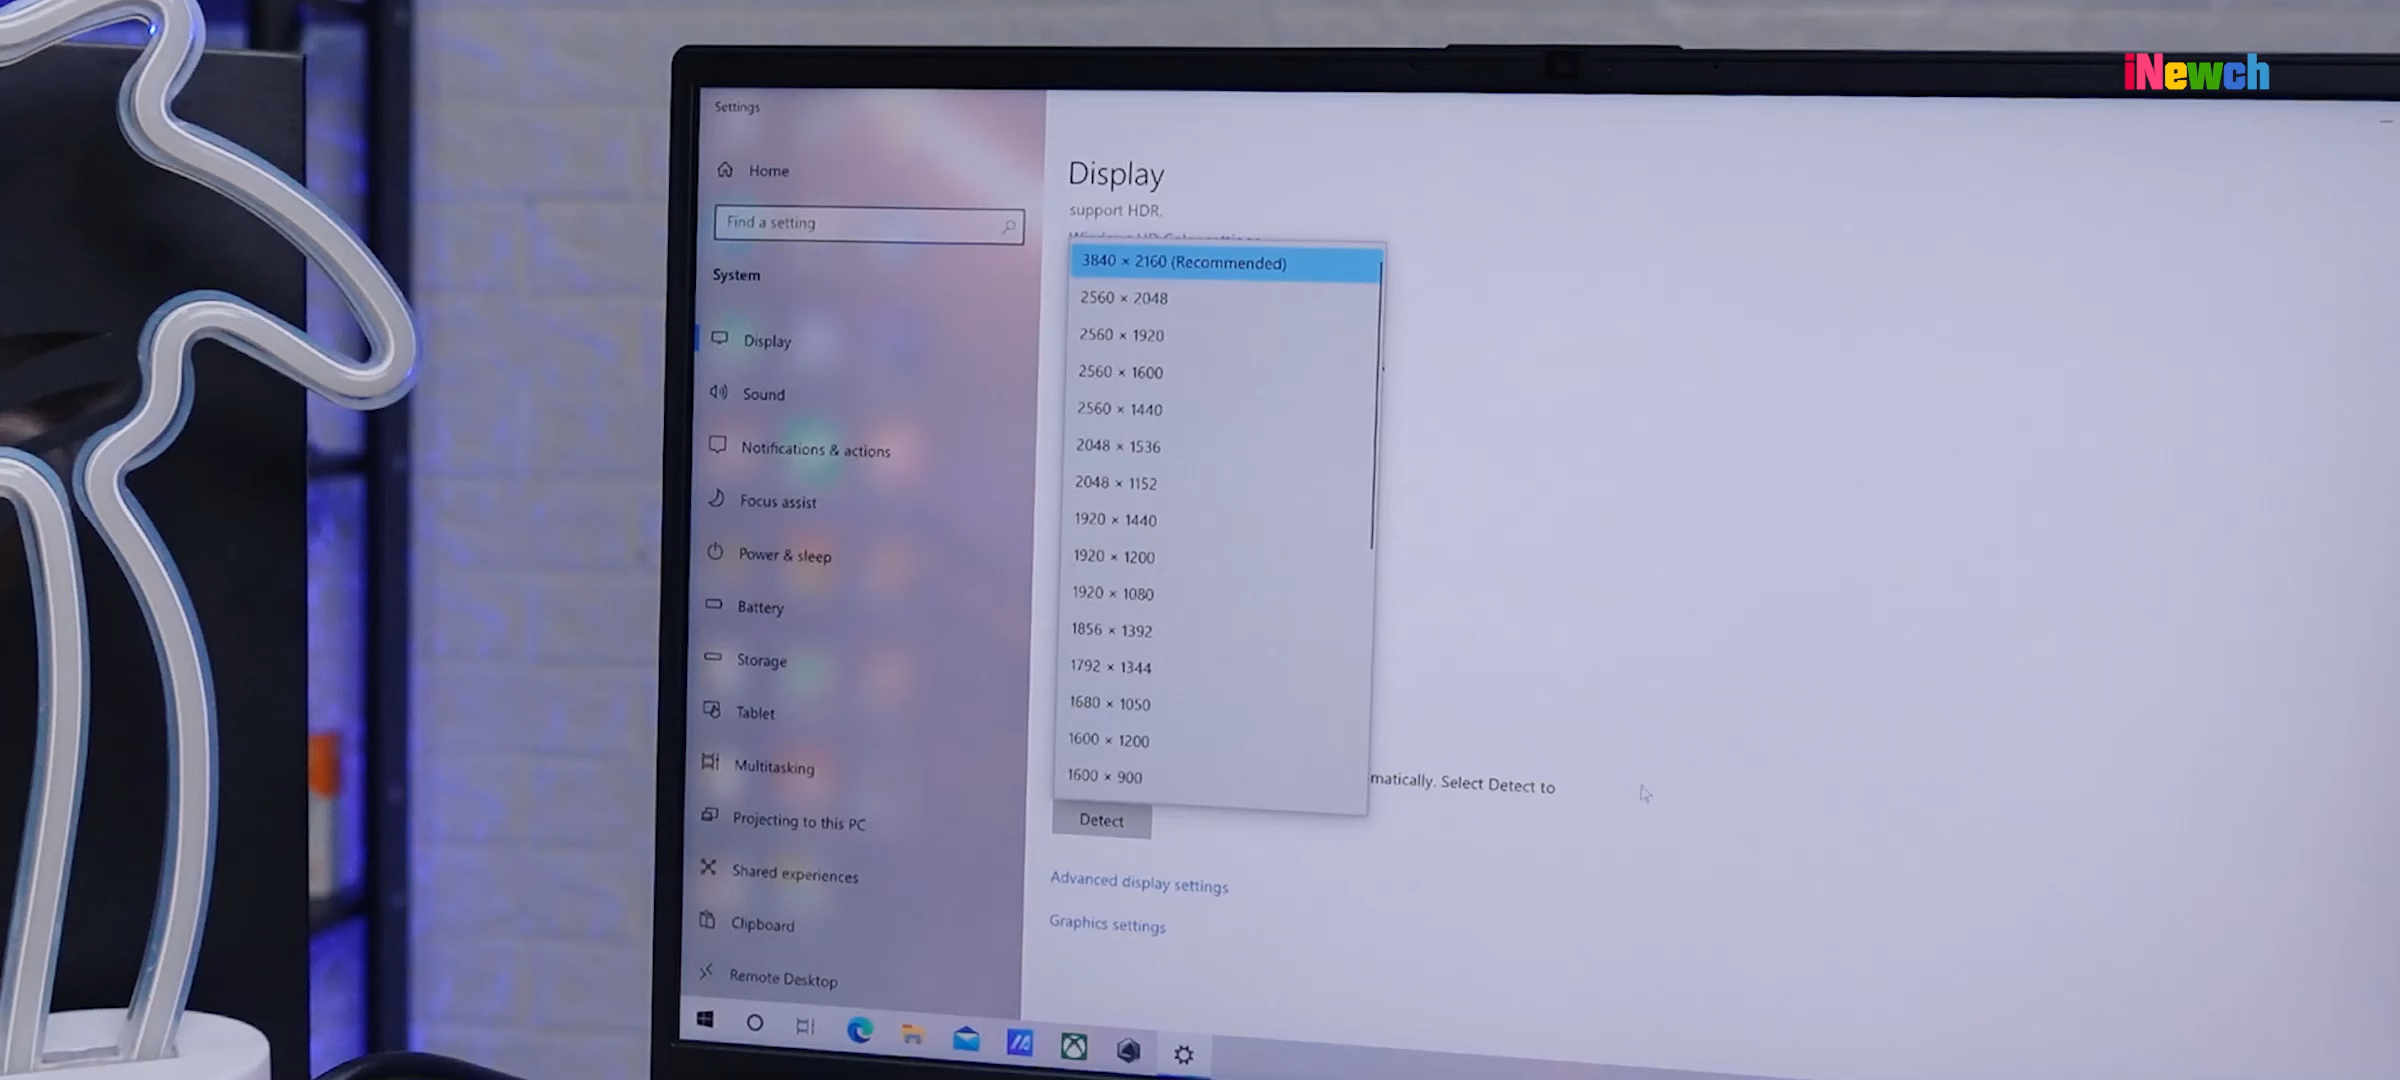 iNewch
Settings
Home
Find a setting
System
Display
Sound
Notifications & actions
Focus assist
Power & sleep
Battery
Storage
Tablet
Multitasking
Projecting to this PC
Shared experiences
Clipboard
Remote Desktop
Display
support HDR.
3840 × 2160 (Recommended)
2560 × 2048
2560 × 1920
2560 × 1600
2560 × 1440
2048 × 1536
2048 × 1152
1920 × 1440
1920 × 1200
1920 × 1080
1856 × 1392
1792 × 1344
1680 × 1050
1600 × 1200
1600 × 900
matically. Select Detect to
Detect
Advanced display settings
Graphics settings